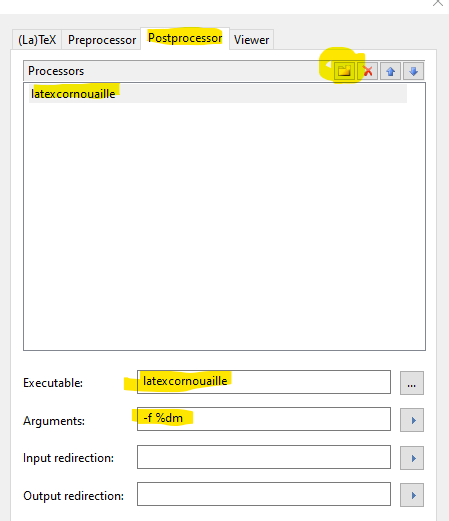 (La)TeX Preprocessor Postprocessor Viewer
Processors
latexcornouaille
Executable: latexcornouaille ...
Arguments: -f %dm
Input redirection:
Output redirection: